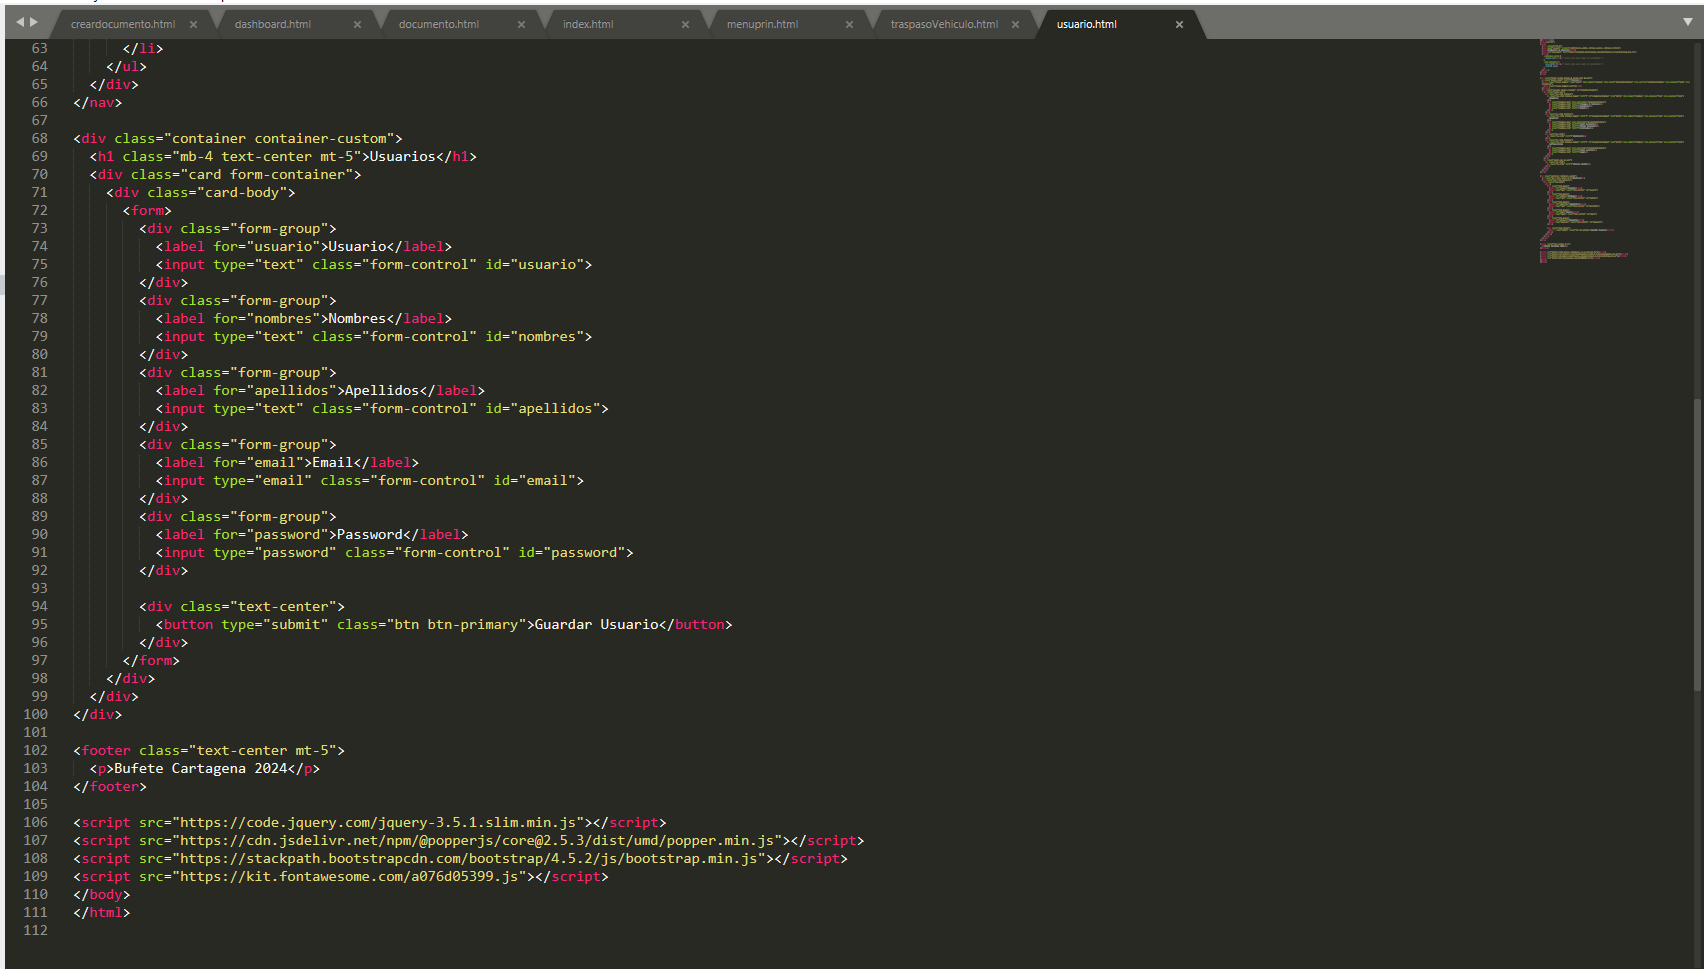 creardocumento.html × dashboard.html × documento.html × index.html × menuprin.html × traspasoVehiculo.html × usuario.html ×
63 </li>
64 </ul>
65 </div>
66 </nav>
67
68 <div class="container container-custom">
69 <h1 class="mb-4 text-center mt-5">Usuarios</h1>
70 <div class="card form-container">
71 <div class="card-body">
72 <form>
73 <div class="form-group">
74 <label for="usuario">Usuario</label>
75 <input type="text" class="form-control" id="usuario">
76 </div>
77 <div class="form-group">
78 <label for="nombres">Nombres</label>
79 <input type="text" class="form-control" id="nombres">
80 </div>
81 <div class="form-group">
82 <label for="apellidos">Apellidos</label>
83 <input type="text" class="form-control" id="apellidos">
84 </div>
85 <div class="form-group">
86 <label for="email">Email</label>
87 <input type="email" class="form-control" id="email">
88 </div>
89 <div class="form-group">
90 <label for="password">Password</label>
91 <input type="password" class="form-control" id="password">
92 </div>
93
94 <div class="text-center">
95 <button type="submit" class="btn btn-primary">Guardar Usuario</button>
96 </div>
97 </form>
98 </div>
99 </div>
100 </div>
101
102 <footer class="text-center mt-5">
103 <p>Bufete Cartagena 2024</p>
104 </footer>
105
106 <script src="https://code.jquery.com/jquery-3.5.1.slim.min.js"></script>
107 <script src="https://cdn.jsdelivr.net/npm/@popperjs/core@2.5.3/dist/umd/popper.min.js"></script>
108 <script src="https://stackpath.bootstrapcdn.com/bootstrap/4.5.2/js/bootstrap.min.js"></script>
109 <script src="https://kit.fontawesome.com/a076d05399.js"></script>
110 </body>
111 </html>
112